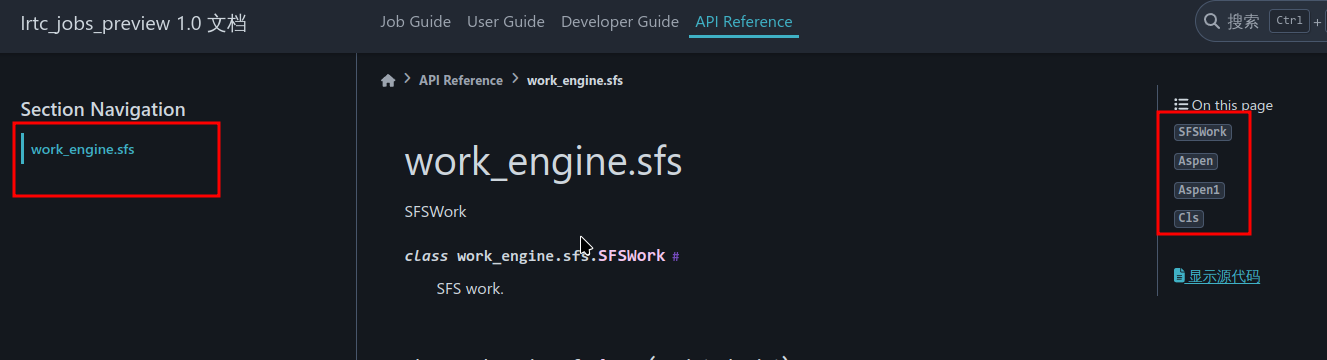 lrtc_jobs_preview 1.0 文档
Job Guide User Guide Developer Guide API Reference
搜索 Ctrl +
Section Navigation
work_engine.sfs
API Reference work_engine.sfs
work_engine.sfs
SFSWork
class work_engine.sfs.SFSWork #
SFS work.
On this page
SFSWork
Aspen
Aspen1
Cls
显示源代码